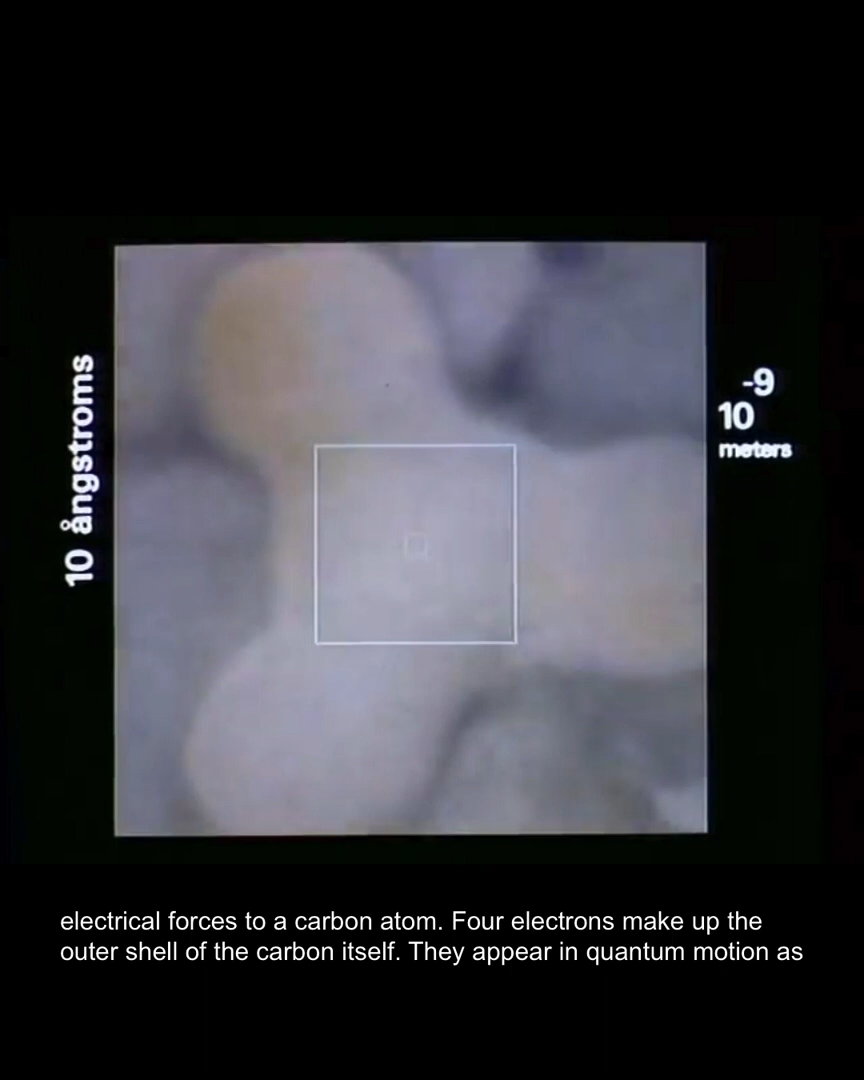 10 ångstroms
-9
10
meters
electrical forces to a carbon atom. Four electrons make up the
outer shell of the carbon itself. They appear in quantum motion as